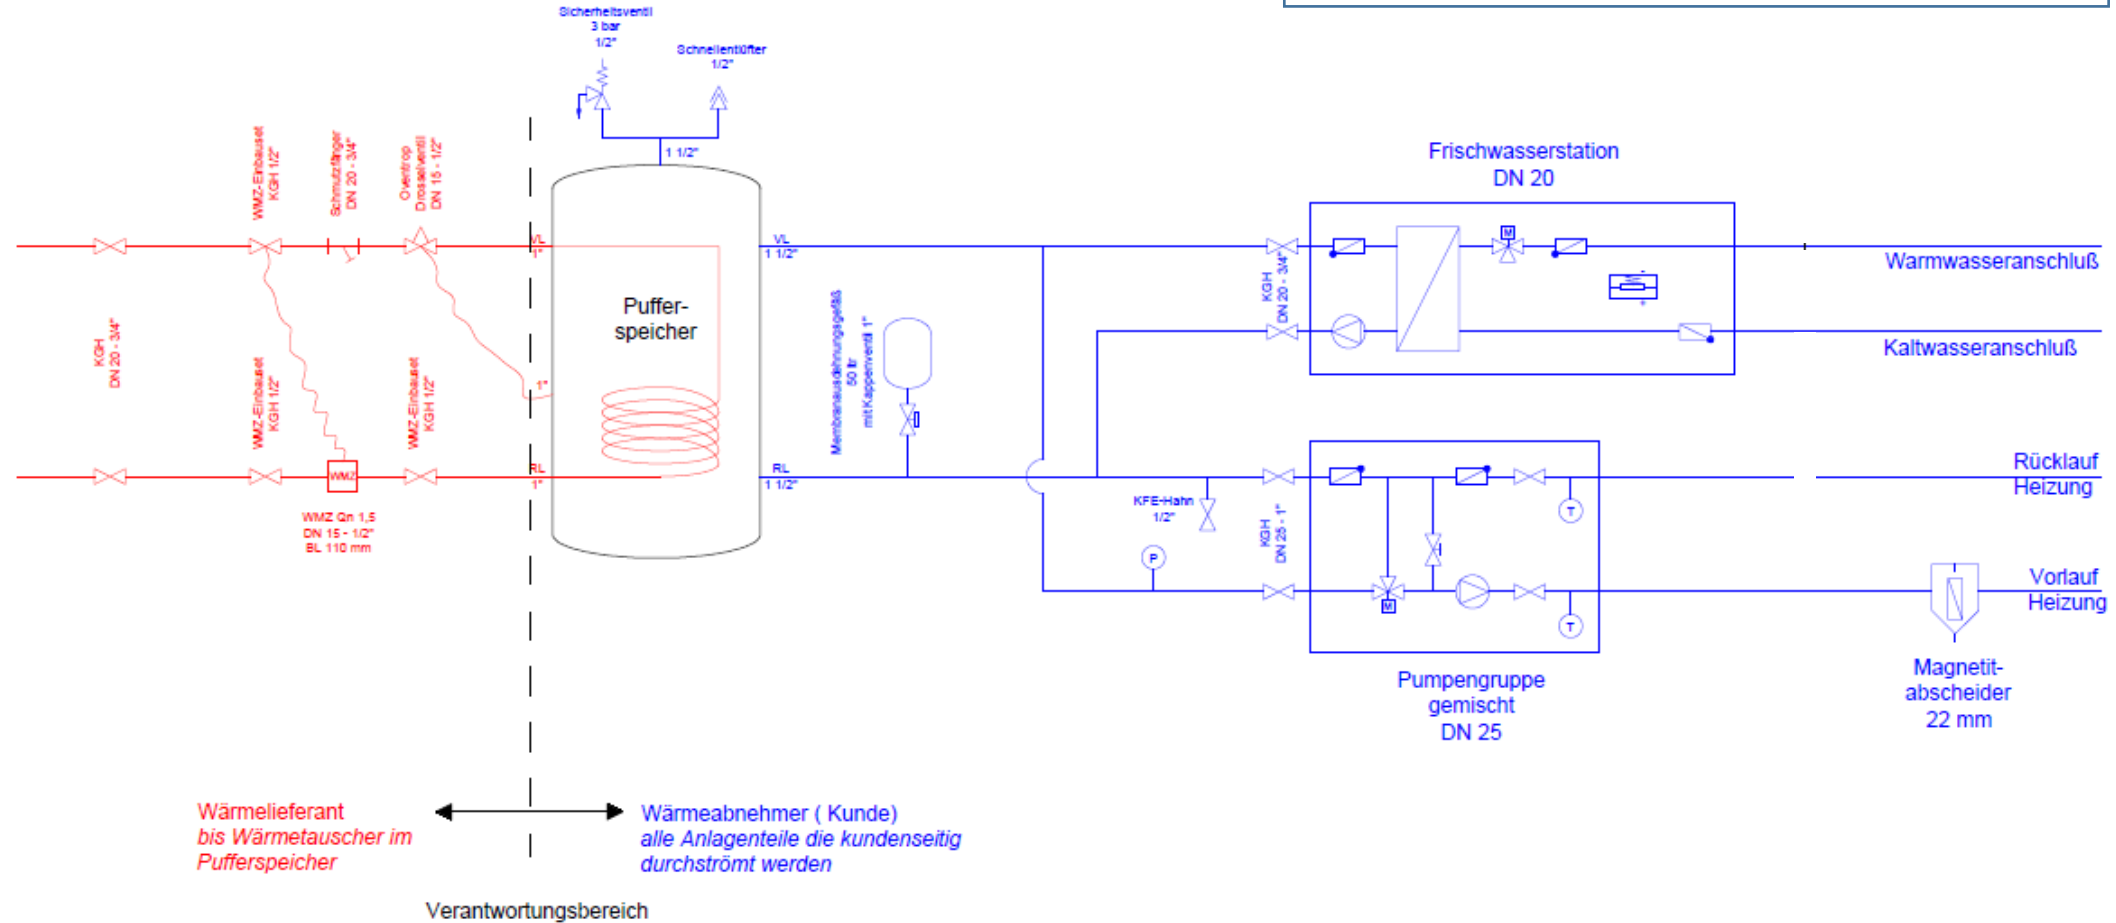 Sicherheitsventil
3 bar
1/2"
Schnellentlüfter
1/2"
1 1/2"
WMZ-Einbauset
KGH 1/2"
Schmutzfänger
DN 20 - 3/4"
Oventrop
Drosselventil
DN 15 - 1/2"
VL
1"
KGH
DN 20 - 3/4"
WMZ-Einbauset
KGH 1/2"
WMZ-Einbauset
KGH 1/2"
1"
WMZ
RL
1"
WMZ Qn 1,5
DN 15 - 1/2"
BL 110 mm
Puffer-
speicher
VL
1 1/2"
Membranausdehnungsgefäß
50 ltr
mit Kappenventil 1"
RL
1 1/2"
Frischwasserstation
DN 20
KGH
DN 20 - 3/4"
M
Warmwasseranschluß
Kaltwasseranschluß
KFE-Hahn
1/2"
P
KGH
DN 25 - 1"
T
M
T
Rücklauf
Heizung
Vorlauf
Heizung
Pumpengruppe
gemischt
DN 25
Magnetit-
abscheider
22 mm
Wärmelieferant
bis Wärmetauscher im
Pufferspeicher
Wärmeabnehmer ( Kunde)
alle Anlagenteile die kundenseitig
durchströmt werden
Verantwortungsbereich